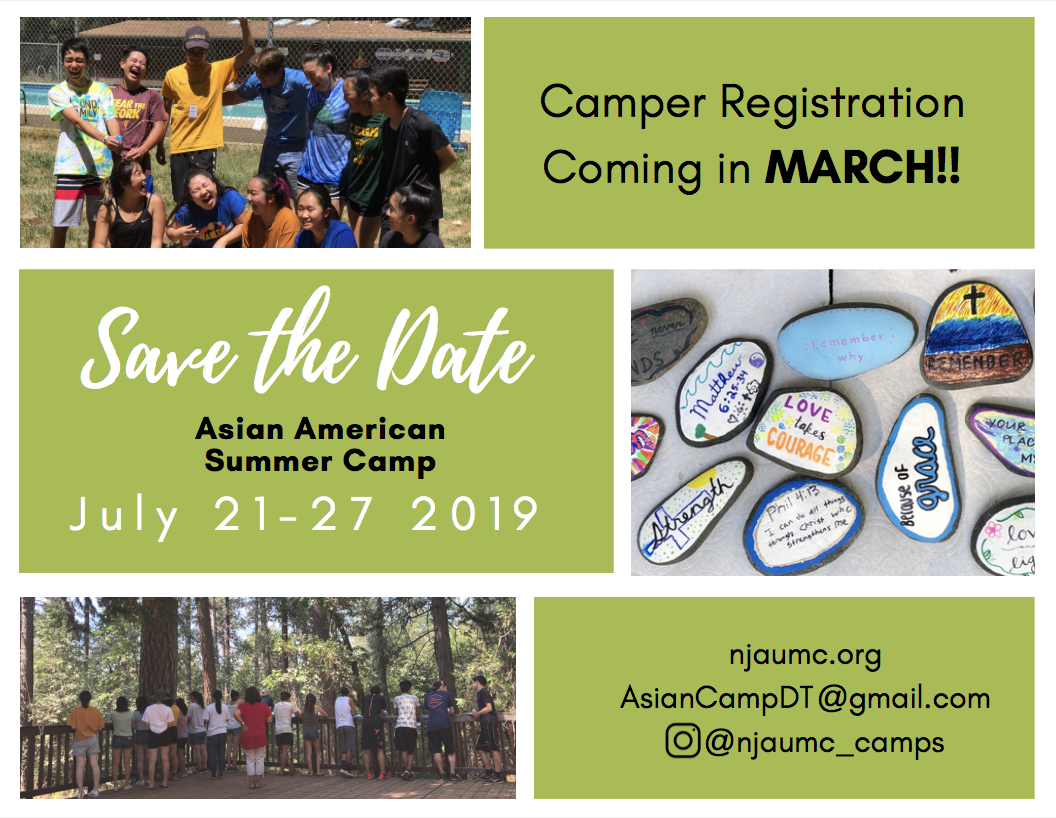 Camper Registration
Coming in MARCH!!
Save the Date
Asian American
Summer Camp
July 21-27 2019
never
remember
why
REMEMBER
Matthew
6:25-34
LOVE
takes
COURAGE
BECAUSE OF
grace
YOUR
Strength
Phil 4:13
I can do all things
through Christ who
strengthens me
njaumc.org
AsianCampDT@gmail.com
@njaumc_camps